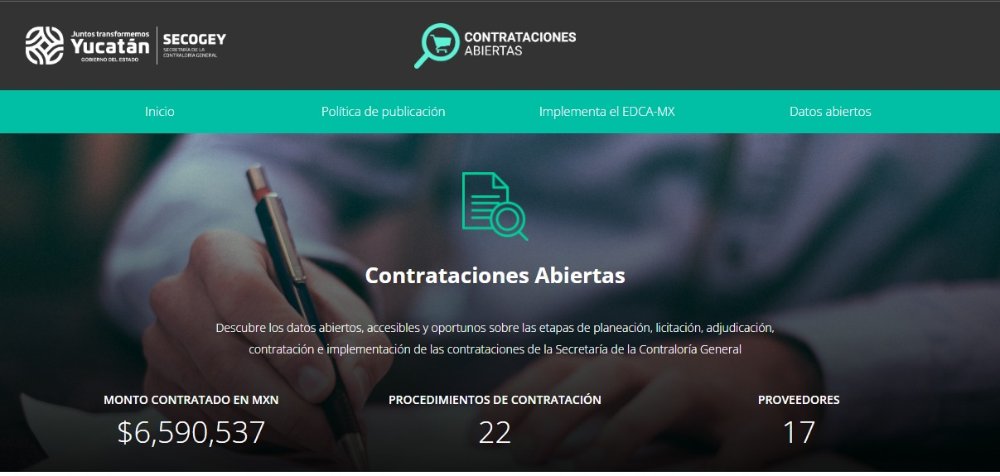 Juntos transformemos
Yucatán
GOBIERNO DEL ESTADO
SECOGEY
SECRETARÍA DE LA
CONTRALORÍA GENERAL
CONTRATACIONES
ABIERTAS
Inicio
Política de publicación
Implementa el EDCA-MX
Datos abiertos
Contrataciones Abiertas
Descubre los datos abiertos, accesibles y oportunos sobre las etapas de planeación, licitación, adjudicación,
contratación e implementación de las contrataciones de la Secretaría de la Contraloría General
MONTO CONTRATADO EN MXN
$6,590,537
PROCEDIMIENTOS DE CONTRATACIÓN
22
PROVEEDORES
17